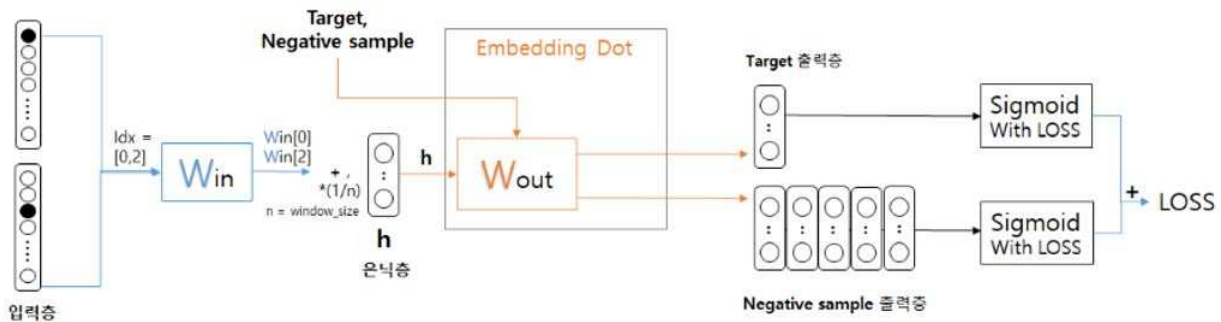 Target,
Negative sample
Embedding Dot
Target 출력층
Idx =
[0,2]
Win
Win[0]
Win[2]
+ ,
*(1/n)
n = window_size
h
h
은닉층
Wout
Sigmoid
With LOSS
Sigmoid
With LOSS
+
LOSS
입력층
Negative sample 출력층